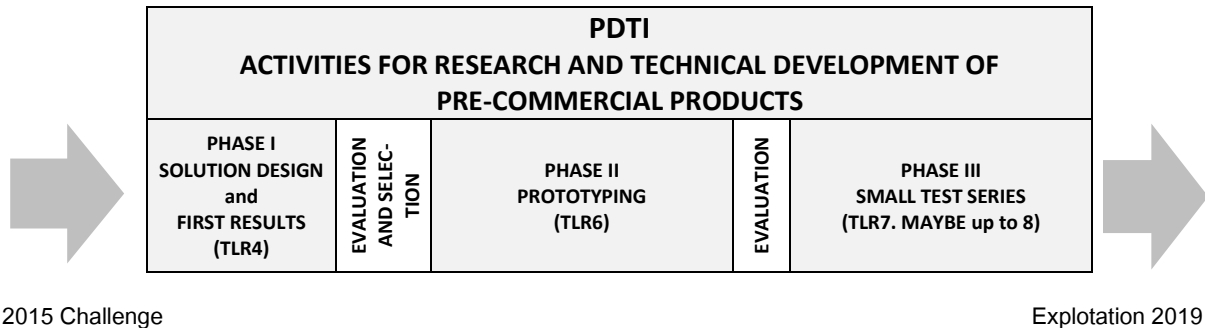 PDTI
ACTIVITIES FOR RESEARCH AND TECHNICAL DEVELOPMENT OF
PRE-COMMERCIAL PRODUCTS
PHASE I
SOLUTION DESIGN
and
FIRST RESULTS
(TLR4)
EVALUATION
AND SELEC-
TION
PHASE II
PROTOTYPING
(TLR6)
EVALUATION
PHASE III
SMALL TEST SERIES
(TLR7. MAYBE up to 8)
2015 Challenge
Explotation 2019